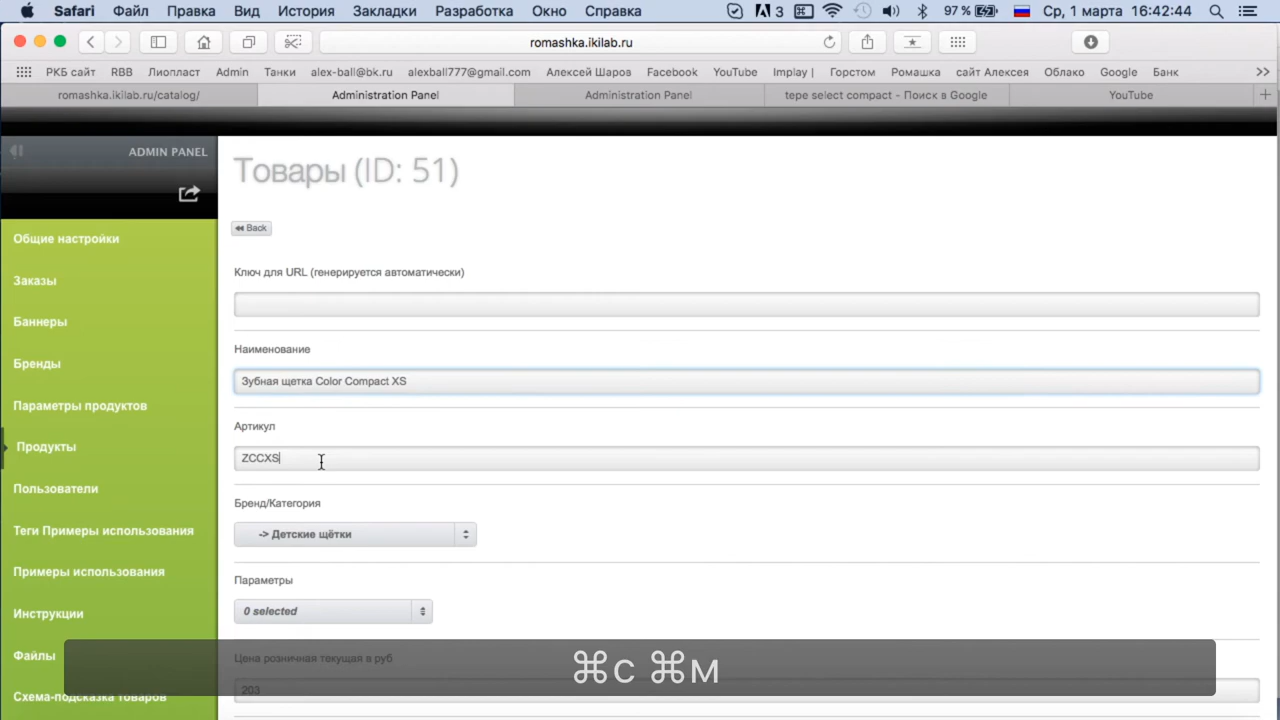 Safari Файл Правка Вид История Закладки Разработка Окно Справка 3 97 % Ср, 1 марта 16:42:44
romashka.ikilab.ru
РКБ сайт RBB Лиопласт Admin Танки alex-ball@bk.ru alexball777@gmail.com Алексей Шаров Facebook YouTube Implay | Горстом Ромашка сайт Алексея Облако Google Банк >>
romashka.ikilab.ru/catalog/ Administration Panel Administration Panel tepe select compact - Поиск в Google YouTube +
ADMIN PANEL
Общие настройки
Заказы
Баннеры
Бренды
Параметры продуктов
Продукты
Пользователи
Теги Примеры использования
Примеры использования
Инструкции
Файлы
Схема-подсказка товаров
Товары (ID: 51)
Back
Ключ для URL (генерируется автоматически)
Наименование
Зубная щетка Color Compact XS
Артикул
ZCCXS
Бренд/Категория
-> Детские щётки
Параметры
0 selected
Цена розничная текущая в руб
203
⌘С ⌘М